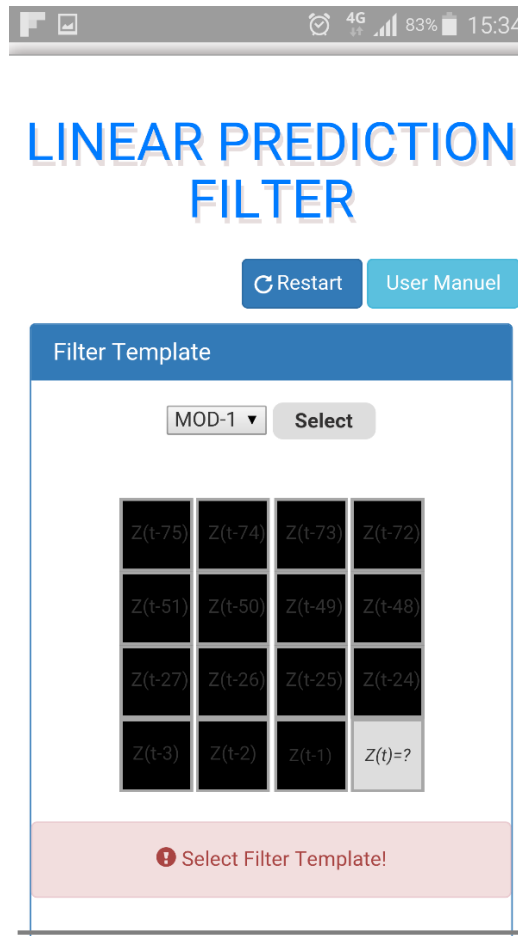 4G 83% 15:34
LINEAR PREDICTION
FILTER
Restart User Manuel
Filter Template
MOD-1 Select
Z(t-75) Z(t-74) Z(t-73) Z(t-72)
Z(t-51) Z(t-50) Z(t-49) Z(t-48)
Z(t-27) Z(t-26) Z(t-25) Z(t-24)
Z(t-3) Z(t-2) Z(t-1) Z(t)=?
Select Filter Template!